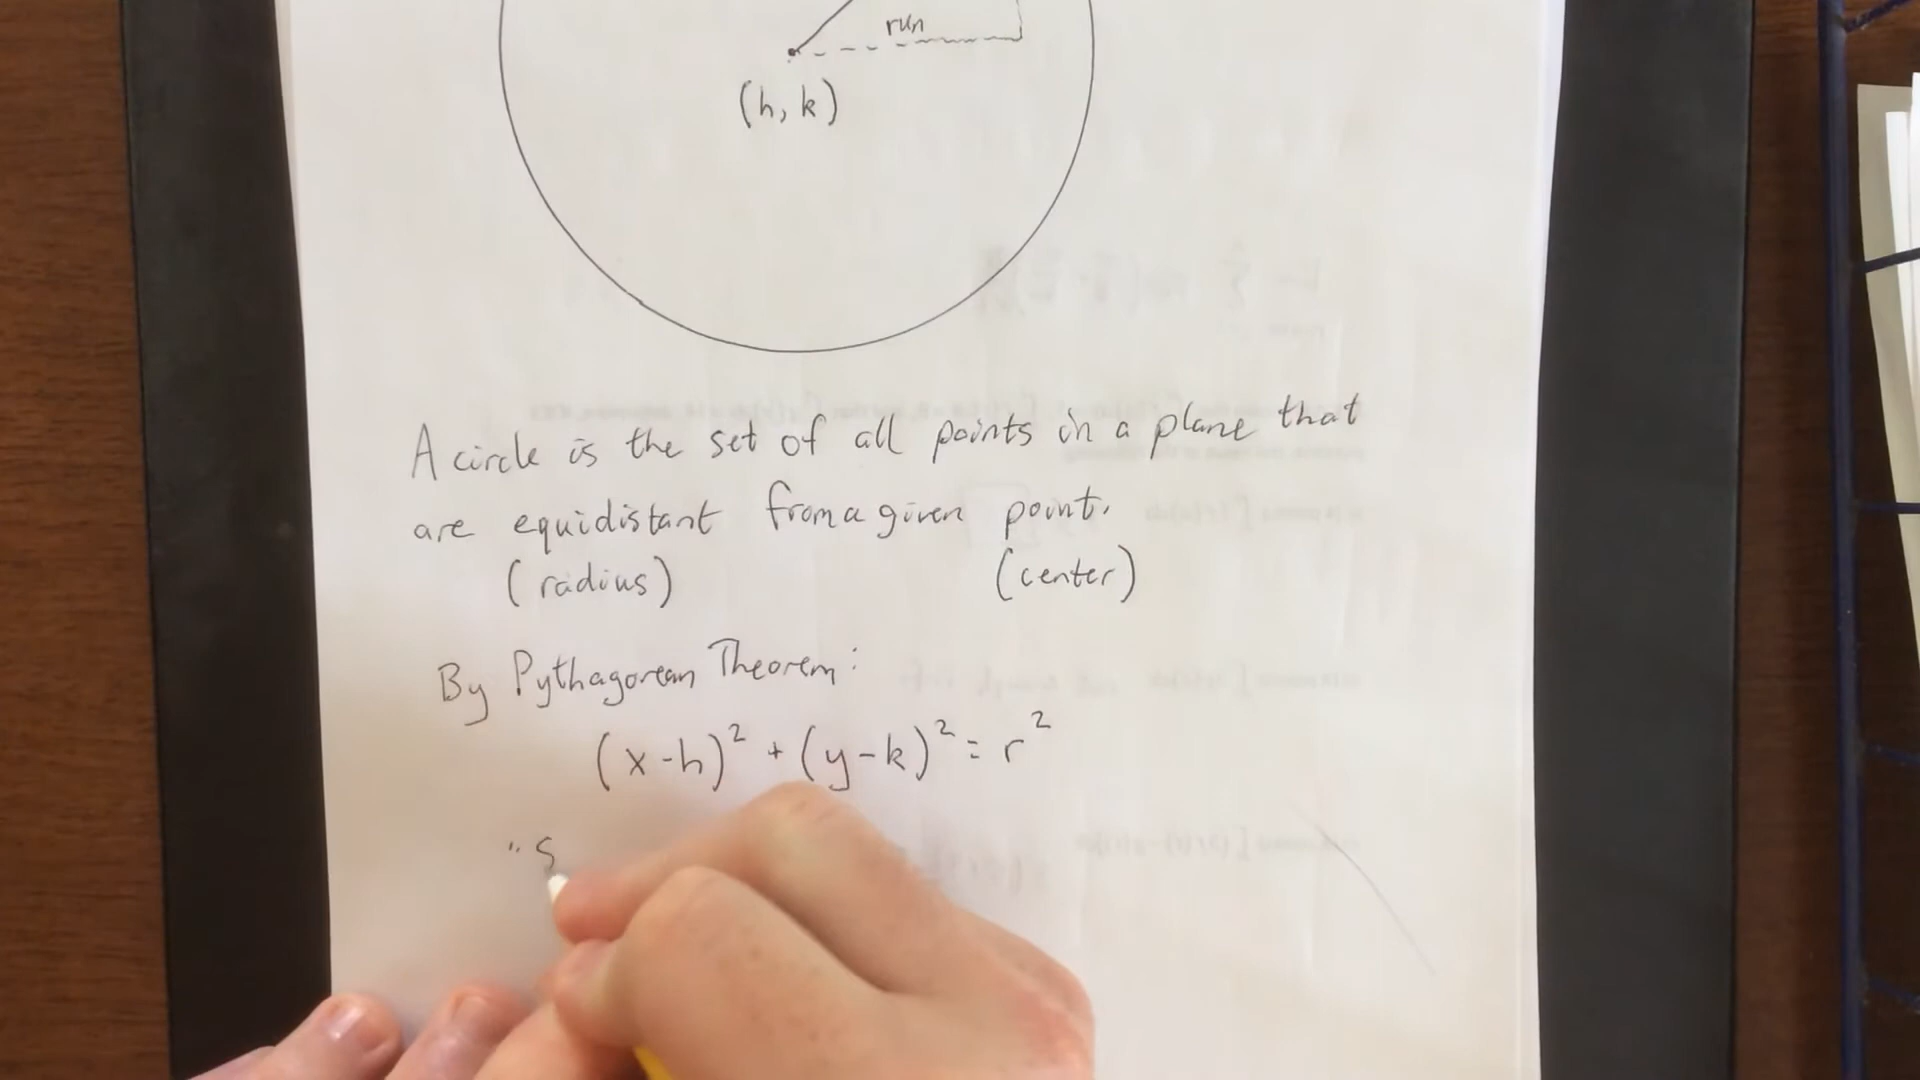 run
(h, k)
A circle is the set of all points in a plane that
are equidistant from a given point.
(radius) (center)
By Pythagorean Theorem:
(x-h)² + (y-k)² = r²
"S